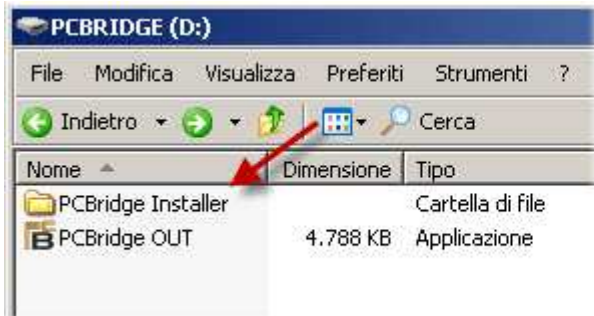 PCBRIDGE (D:)
File Modifica Visualizza Preferiti Strumenti ?
Indietro Cerca
Nome Dimensione Tipo
PCBridge Installer Cartella di file
PCBridge OUT 4.788 KB Applicazione